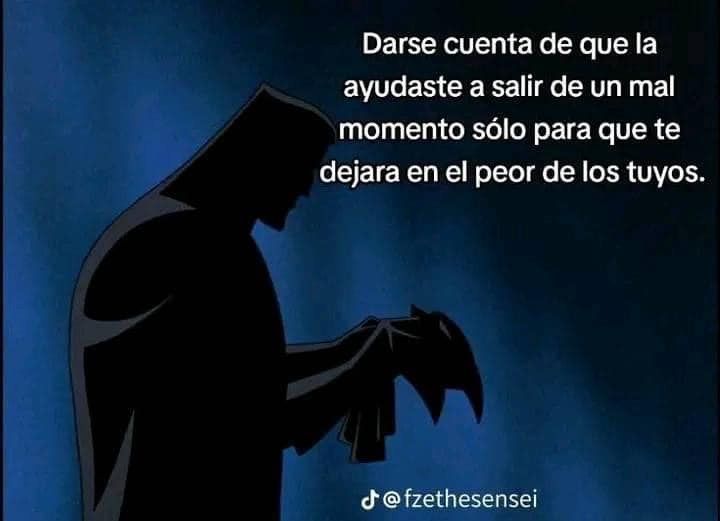 Darse cuenta de que la
ayudaste a salir de un mal
momento sólo para que te
dejara en el peor de los tuyos.
@fzethesensei